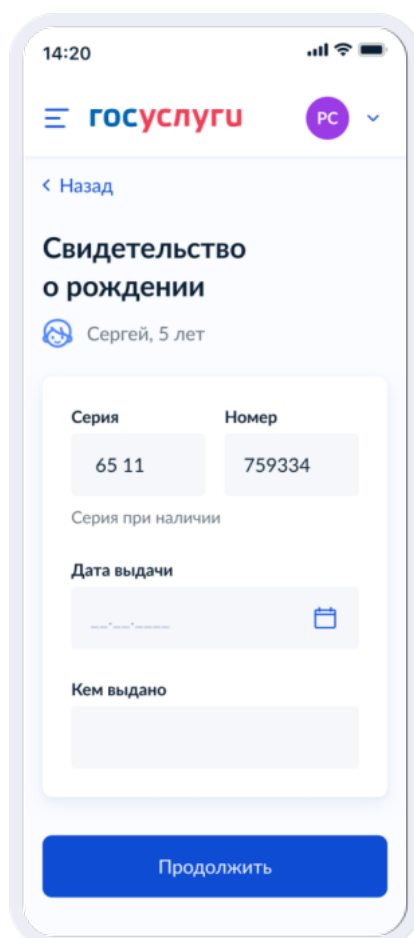 14:20
госуслуги
РС
Назад
Свидетельство
о рождении
Сергей, 5 лет
Серия Номер
65 11 759334
Серия при наличии
Дата выдачи
__.__.____
Кем выдано
Продолжить